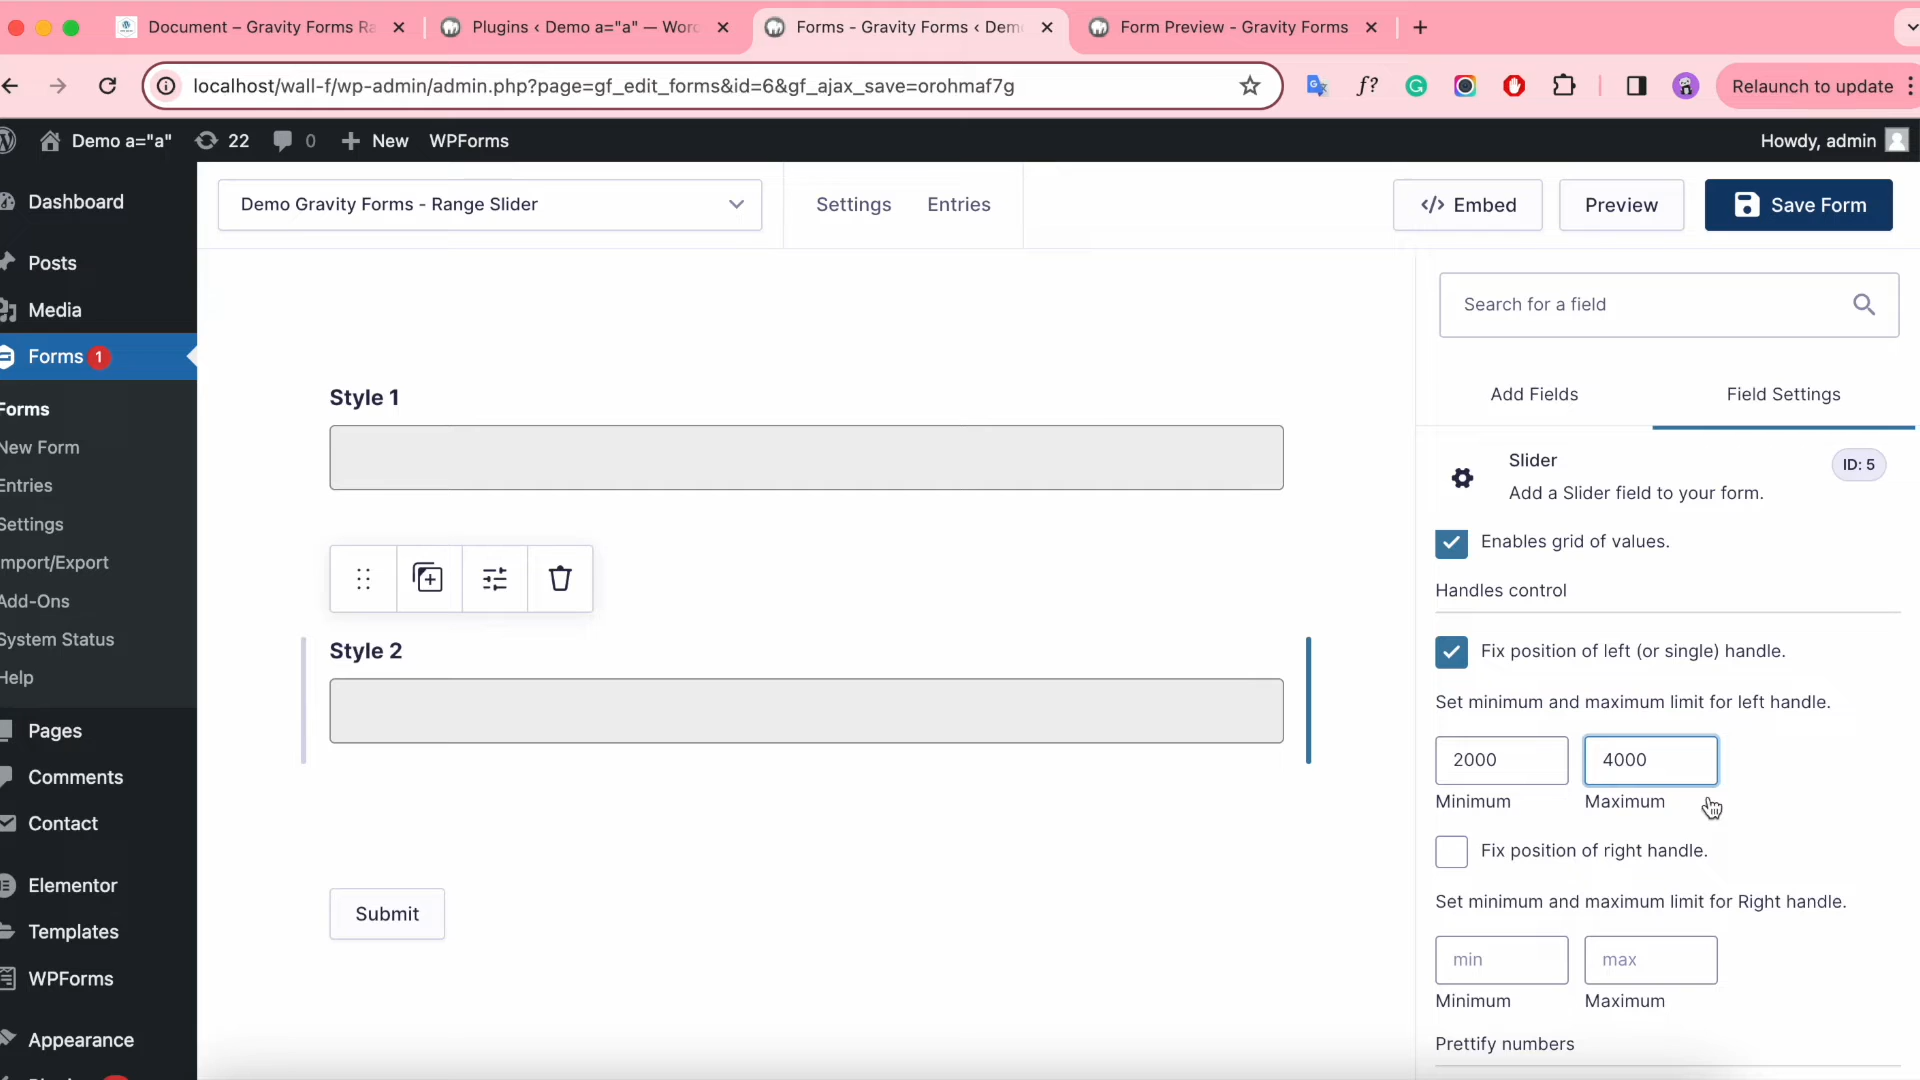 Document – Gravity Forms Ra
Plugins ‹ Demo a="a" — Worc
Forms - Gravity Forms ‹ Dem
Form Preview - Gravity Forms
localhost/wall-f/wp-admin/admin.php?page=gf_edit_forms&id=6&gf_ajax_save=orohmaf7g
f?
Relaunch to update
Demo a="a"
22
0
New
WPForms
Howdy, admin
Dashboard
Posts
Media
Forms 1
Forms
New Form
Entries
Settings
Import/Export
Add-Ons
System Status
Help
Pages
Comments
Contact
Elementor
Templates
WPForms
Appearance
Demo Gravity Forms - Range Slider
Settings
Entries
</> Embed
Preview
Save Form
Style 1
Style 2
Submit
Search for a field
Add Fields
Field Settings
Slider
ID: 5
Add a Slider field to your form.
Enables grid of values.
Handles control
Fix position of left (or single) handle.
Set minimum and maximum limit for left handle.
2000
4000
Minimum
Maximum
Fix position of right handle.
Set minimum and maximum limit for Right handle.
min
max
Minimum
Maximum
Prettify numbers